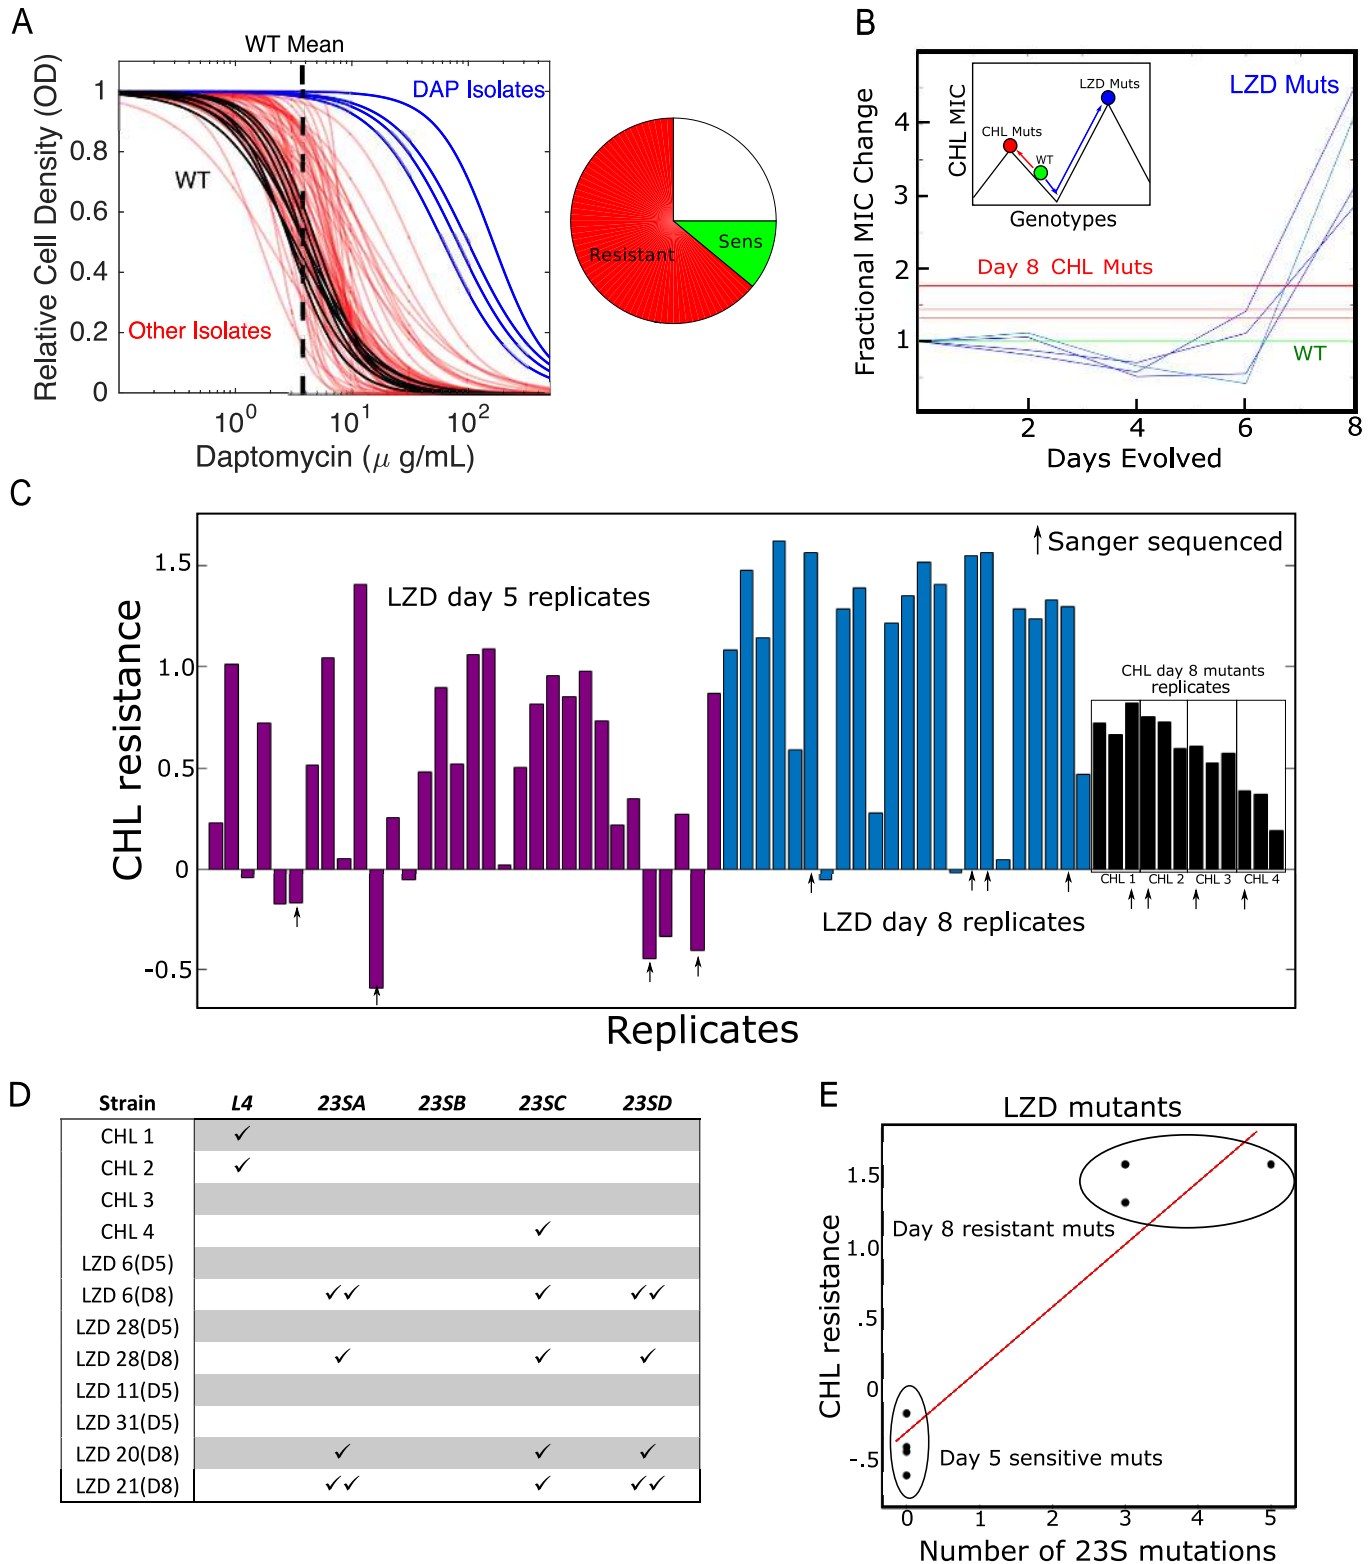 A
WT Mean
Relative Cell Density (OD)
1
0.8
0.6
0.4
0.2
0
DAP Isolates
WT
Other Isolates
10^0
10^1
10^2
Daptomycin (μ g/mL)
Resistant
Sens
B
Fractional MIC Change
4
3
2
1
LZD Muts
CHL MIC
LZD Muts
CHL Muts
WT
Genotypes
Day 8 CHL Muts
WT
2
4
6
8
Days Evolved
C
CHL resistance
1.5
1.0
0.5
0
-0.5
Sanger sequenced
LZD day 5 replicates
CHL day 8 mutants
replicates
CHL 1 CHL 2 CHL 3 CHL 4
LZD day 8 replicates
Replicates
D
Strain L4 23SA 23SB 23SC 23SD
CHL 1 ✓
CHL 2 ✓
CHL 3
CHL 4 ✓
LZD 6(D5)
LZD 6(D8) ✓✓ ✓ ✓✓
LZD 28(D5)
LZD 28(D8) ✓ ✓ ✓
LZD 11(D5)
LZD 31(D5)
LZD 20(D8) ✓ ✓ ✓
LZD 21(D8) ✓✓ ✓ ✓✓
E
LZD mutants
CHL resistance
1.5
1.0
.5
0
-.5
Day 8 resistant muts
Day 5 sensitive muts
0 1 2 3 4 5
Number of 23S mutations